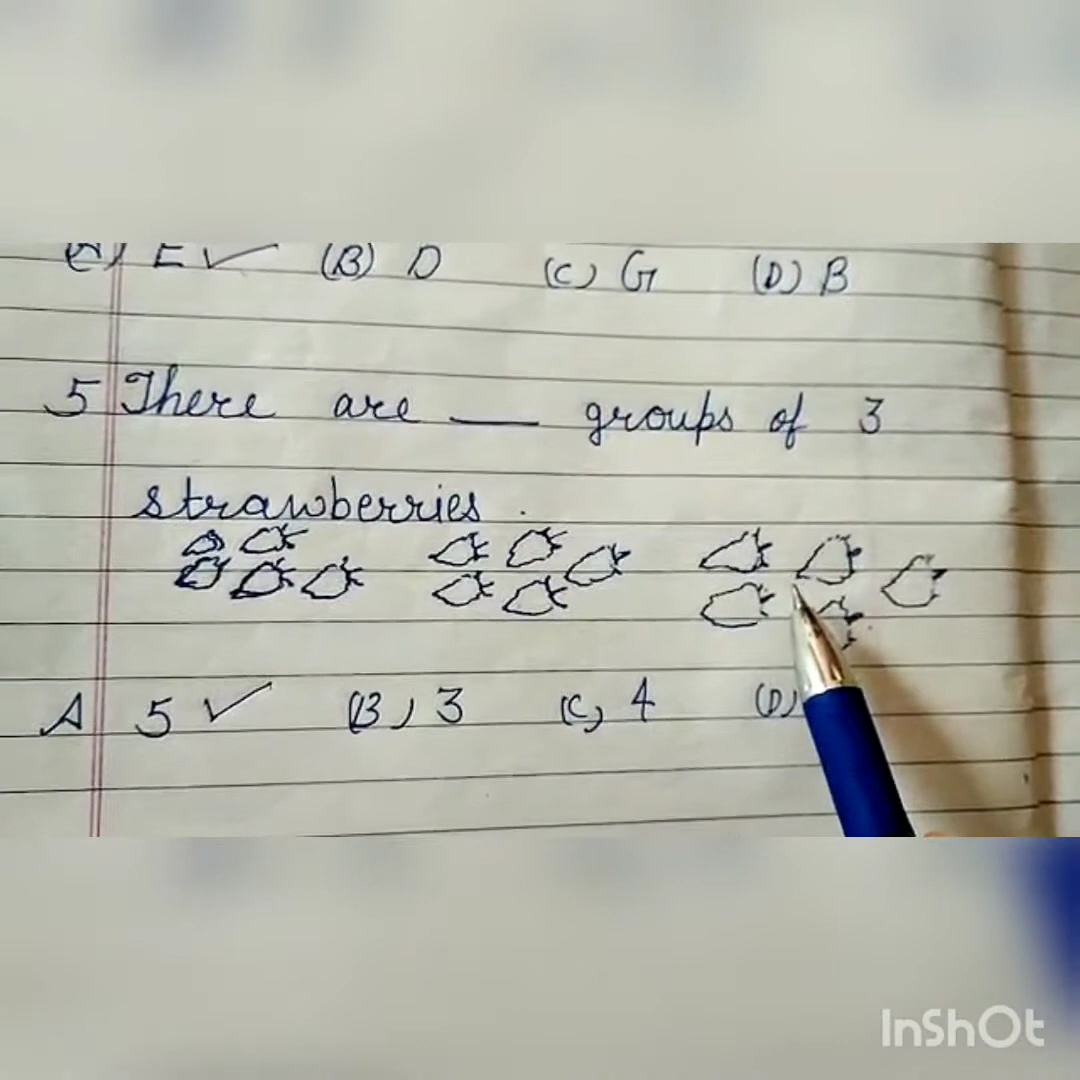 (A) E ✓ (B) D (C) G (D) B
5 There are ___ groups of 3
strawberries.
A 5 ✓ (B) 3 (C) 4 (D)
InShOt